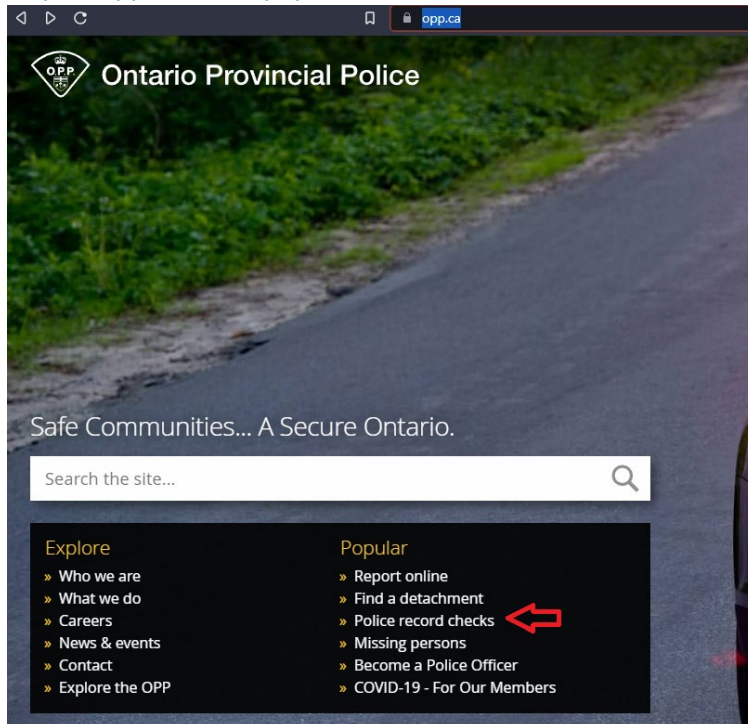 opp.ca
O.P.P.
Ontario Provincial Police
Safe Communities... A Secure Ontario.
Search the site...
Explore
» Who we are
» What we do
» Careers
» News & events
» Contact
» Explore the OPP
Popular
» Report online
» Find a detachment
» Police record checks
» Missing persons
» Become a Police Officer
» COVID-19 - For Our Members